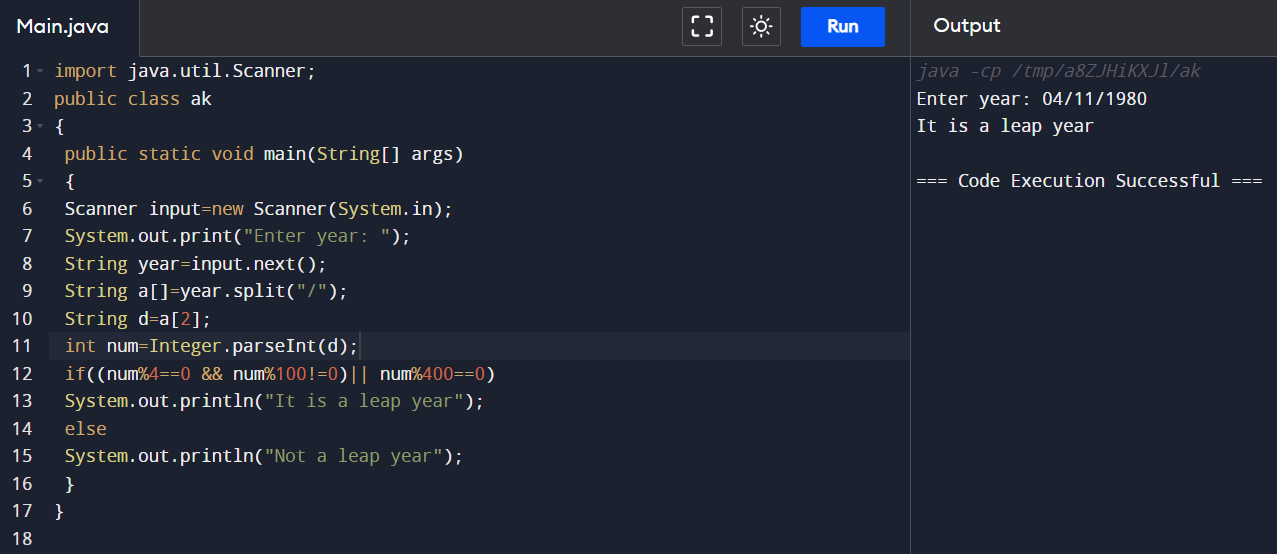 Main.java
Run
Output
1 import java.util.Scanner;
2 public class ak
3 {
4 public static void main(String[] args)
5 {
6 Scanner input=new Scanner(System.in);
7 System.out.print("Enter year: ");
8 String year=input.next();
9 String a[]=year.split("/");
10 String d=a[2];
11 int num=Integer.parseInt(d);
12 if((num%4==0 && num%100!=0)|| num%400==0)
13 System.out.println("It is a leap year");
14 else
15 System.out.println("Not a leap year");
16 }
17 }
18
java -cp /tmp/a8ZJHiKXJl/ak
Enter year: 04/11/1980
It is a leap year
=== Code Execution Successful ===